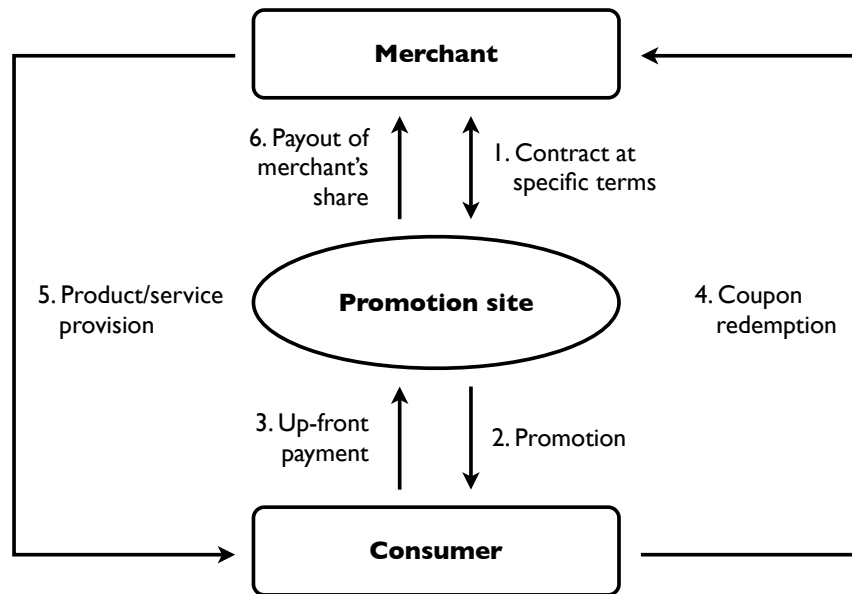 Merchant
6. Payout of
merchant’s
share
1. Contract at
specific terms
5. Product/service
provision
Promotion site
4. Coupon
redemption
3. Up-front
payment
2. Promotion
Consumer